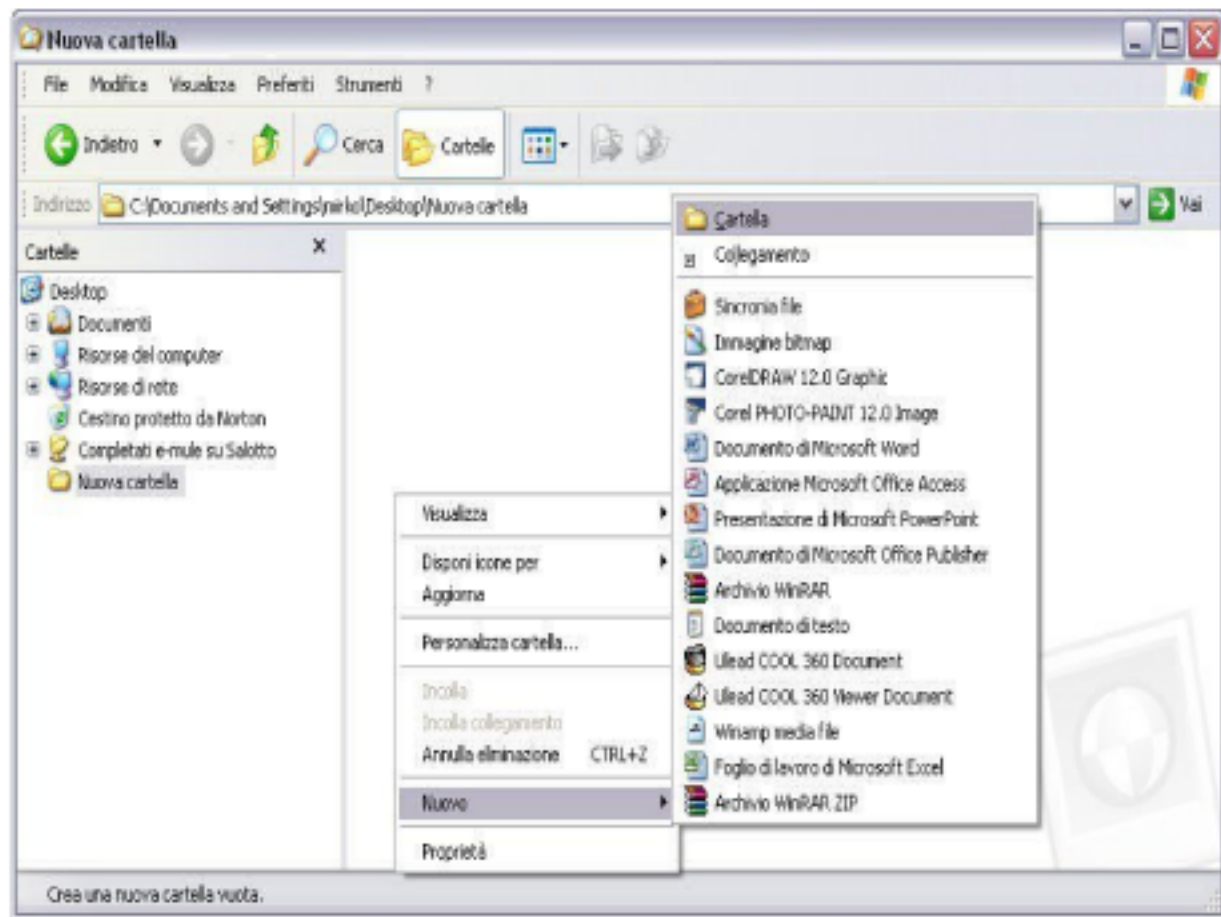 Nuova cartella
File Modifica Visualizza Preferiti Strumenti ?
Indietro Cerca Cartelle
Indirizzo C:\Documents and Settings\mirko\Desktop\Nuova cartella Vai
Cartelle
Desktop
Documenti
Risorse del computer
Risorse di rete
Cestino protetto da Norton
Completati e-mule su Salotto
Nuova cartella
Visualizza
Disponi icone per
Aggiorna
Personalizza cartella...
Incolla
Incolla collegamento
Annulla eliminazione CTRL+Z
Nuovo
Proprietà
Cartella
Collegamento
Sincronia file
Immagine bitmap
CorelDRAW 12.0 Graphic
Corel PHOTO-PAINT 12.0 Image
Documento di Microsoft Word
Applicazione Microsoft Office Access
Presentazione di Microsoft PowerPoint
Documento di Microsoft Office Publisher
Archivio WinRAR
Documento di testo
Ulead COOL 360 Document
Ulead COOL 360 Viewer Document
Winamp media file
Foglio di lavoro di Microsoft Excel
Archivio WinRAR ZIP
Crea una nuova cartella vuota.